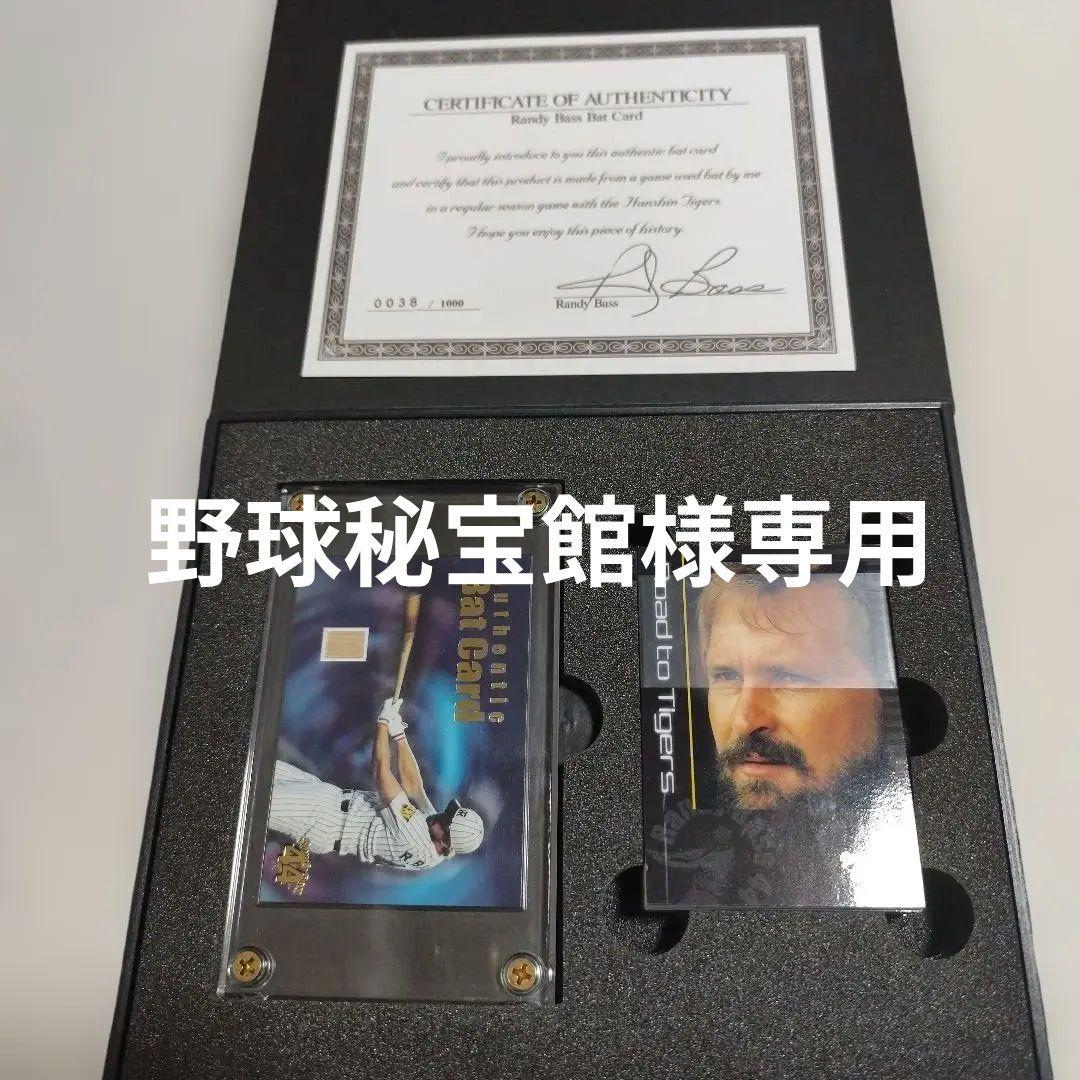 CERTIFICATE OF AUTHENTICITY
Randy Bass Bat Card
I proudly introduce to you this authentic bat card
and certify that this product is made from a game used bat by me
in a regular season game with the Hanshin Tigers.
I hope you enjoy this piece of history.
0038 / 1000
Randy Bass
野球秘宝館様専用
uthentic
Bat Card
44
oad to Tigers